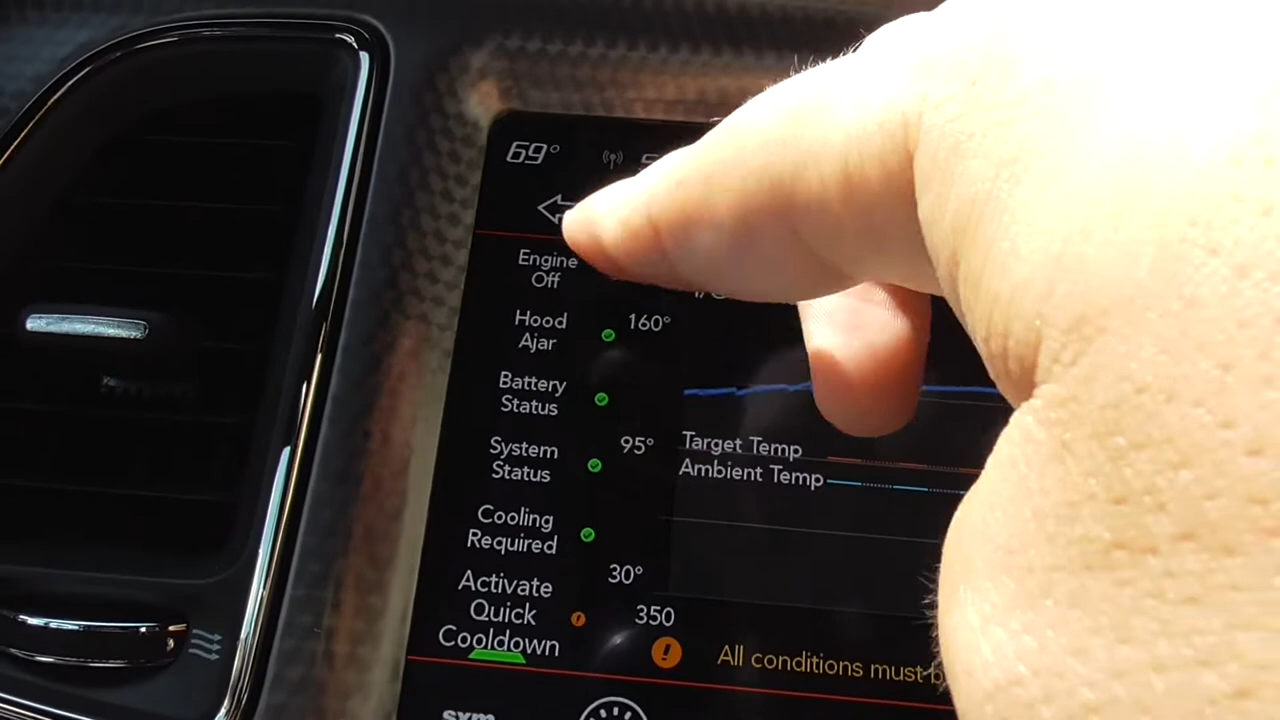 69°
Engine
Off
Hood
Ajar
160°
Battery
Status
System
Status
95°
Target Temp
Ambient Temp
Cooling
Required
30°
Activate
Quick
Cooldown
350
All conditions must